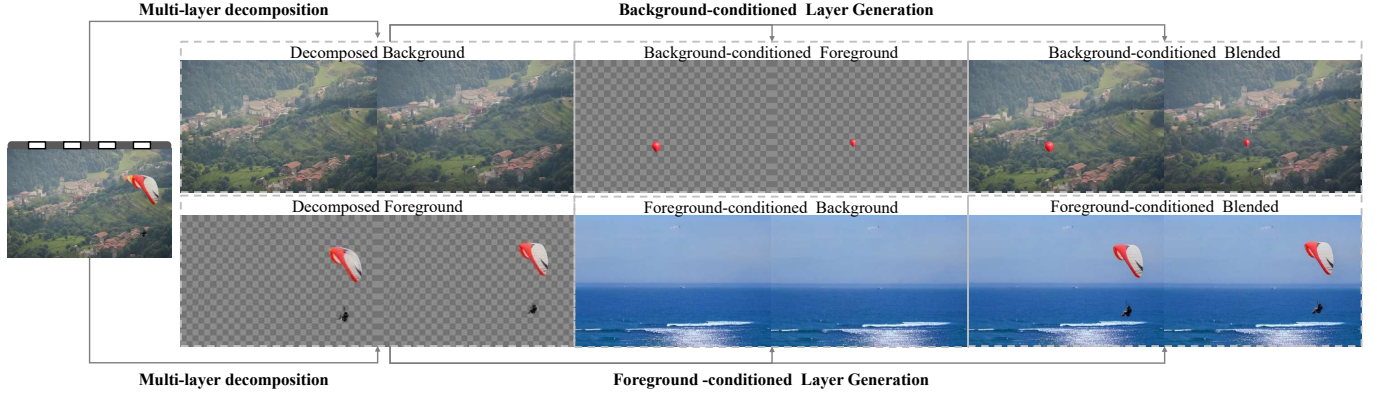 Multi-layer decomposition
Background-conditioned Layer Generation
Decomposed Background
Background-conditioned Foreground
Background-conditioned Blended
Decomposed Foreground
Foreground-conditioned Background
Foreground-conditioned Blended
Multi-layer decomposition
Foreground -conditioned Layer Generation